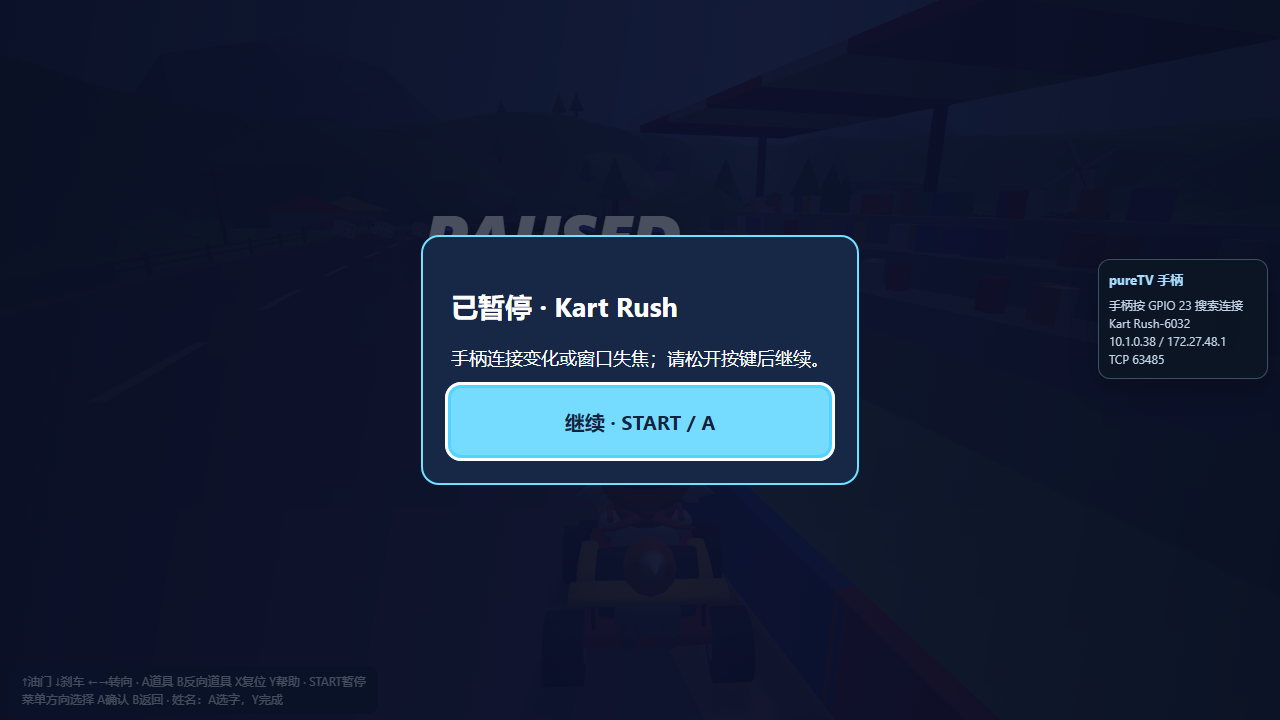 PAUSED
已暂停 · Kart Rush
手柄连接变化或窗口失焦；请松开按键后继续。
继续 · START / A
pureTV 手柄
手柄按 GPIO 23 搜索连接
Kart Rush-6032
10.1.0.38 / 172.27.48.1
TCP 63485
↑油门 ↓刹车 ←→转向 · A道具 B反向道具 X复位 Y帮助 · START暂停
菜单方向选择 A确认 B返回 · 姓名：A选字，Y完成